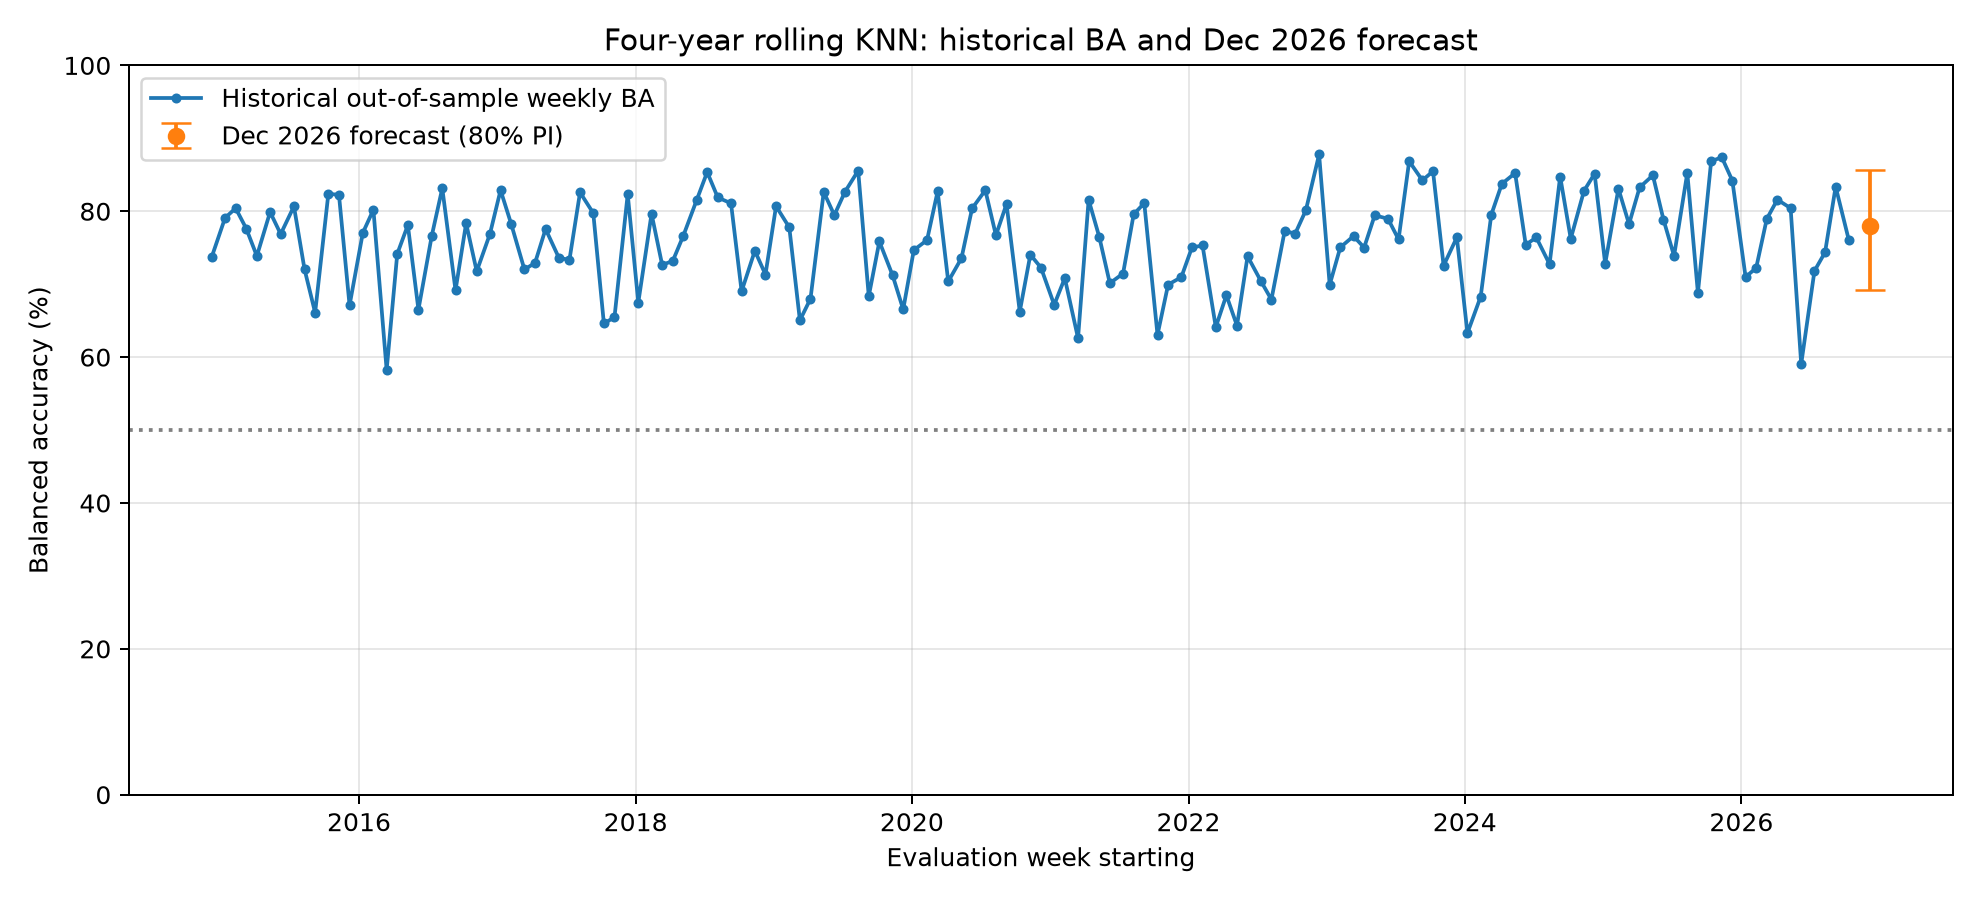 Four-year rolling KNN: historical BA and Dec 2026 forecast
100
80
60
40
20
0
Balanced accuracy (%)
Historical out-of-sample weekly BA
Dec 2026 forecast (80% PI)
2016 2018 2020 2022 2024 2026
Evaluation week starting